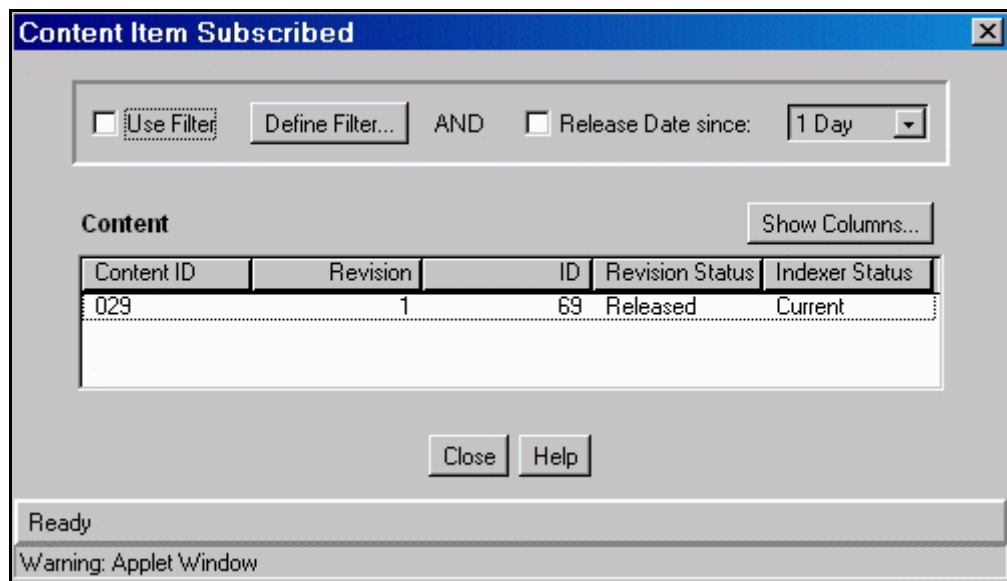 Content Item Subscribed
Use Filter Define Filter... AND Release Date since: 1 Day
Content Show Columns...
Content ID Revision ID Revision Status Indexer Status
029 1 69 Released Current
Close Help
Ready
Warning: Applet Window